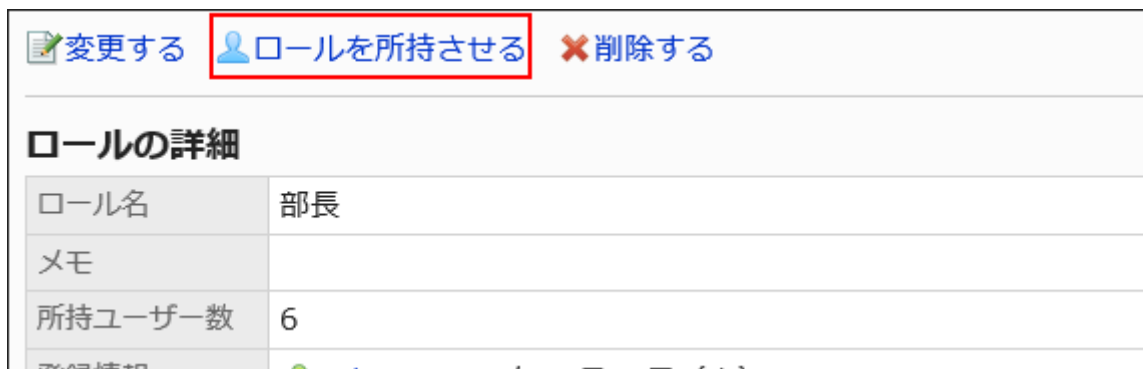 変更する ロールを所持させる 削除する
ロールの詳細
ロール名 部長
メモ
所持ユーザー数 6